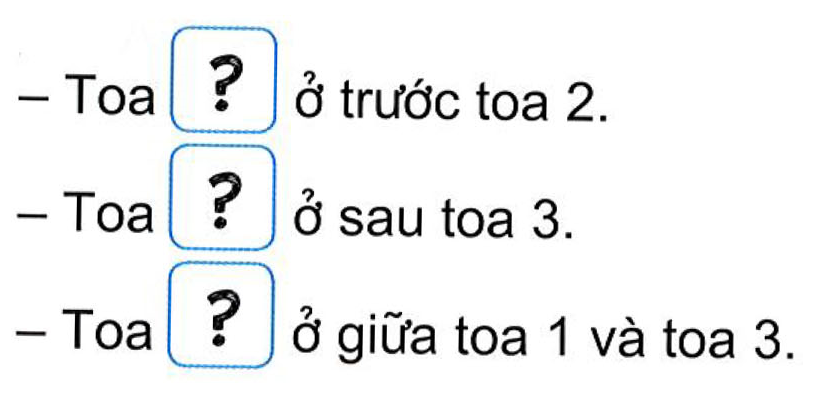 – Toa ? ở trước toa 2.
– Toa ? ở sau toa 3.
– Toa ? ở giữa toa 1 và toa 3.